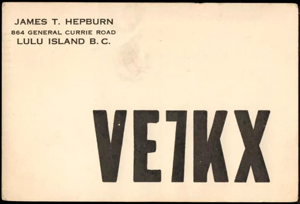 JAMES T. HEPBURN
864 GENERAL CURRIE ROAD
LULU ISLAND B. C.
VE7KX